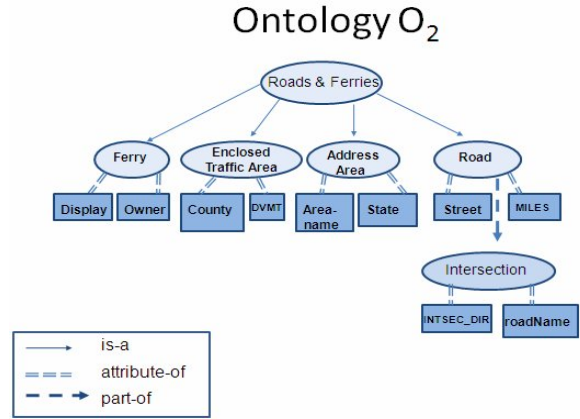 Ontology O2
Roads & Ferries
Ferry
Enclosed
Traffic Area
Address
Area
Road
Display
Owner
County
DVMT
Area-
name
State
Street
MILES
Intersection
INTSEC_DIR
roadName
is-a
attribute-of
part-of